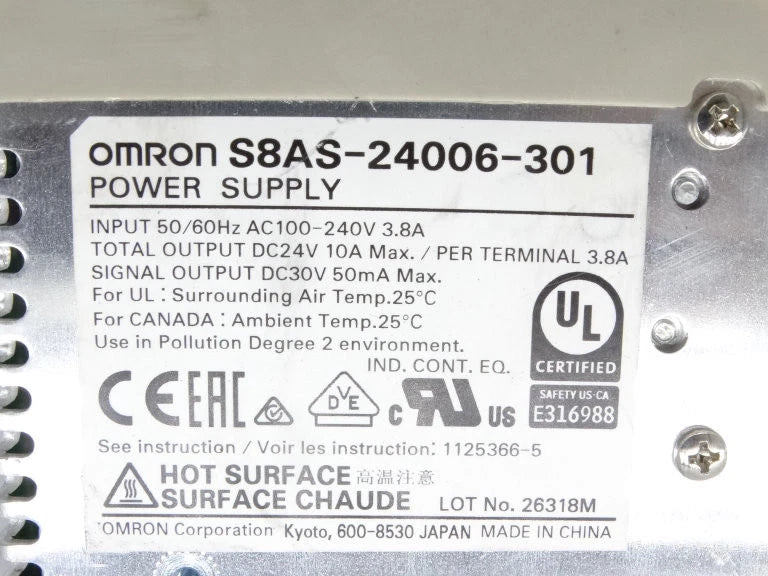 OMRON S8AS-24006-301
POWER SUPPLY
INPUT 50/60Hz AC100-240V 3.8A
TOTAL OUTPUT DC24V 10A Max. / PER TERMINAL 3.8A
SIGNAL OUTPUT DC30V 50mA Max.
For UL : Surrounding Air Temp.25°C
For CANADA : Ambient Temp.25°C
Use in Pollution Degree 2 environment.
IND. CONT. EQ.
UL
CERTIFIED
SAFETY US CA
E316988
CE EAC VDE c RU US
See instruction / Voir les instruction: 1125366-5
HOT SURFACE 高温注意
SURFACE CHAUDE LOT No. 26318M
OMRON Corporation Kyoto, 600-8530 JAPAN MADE IN CHINA